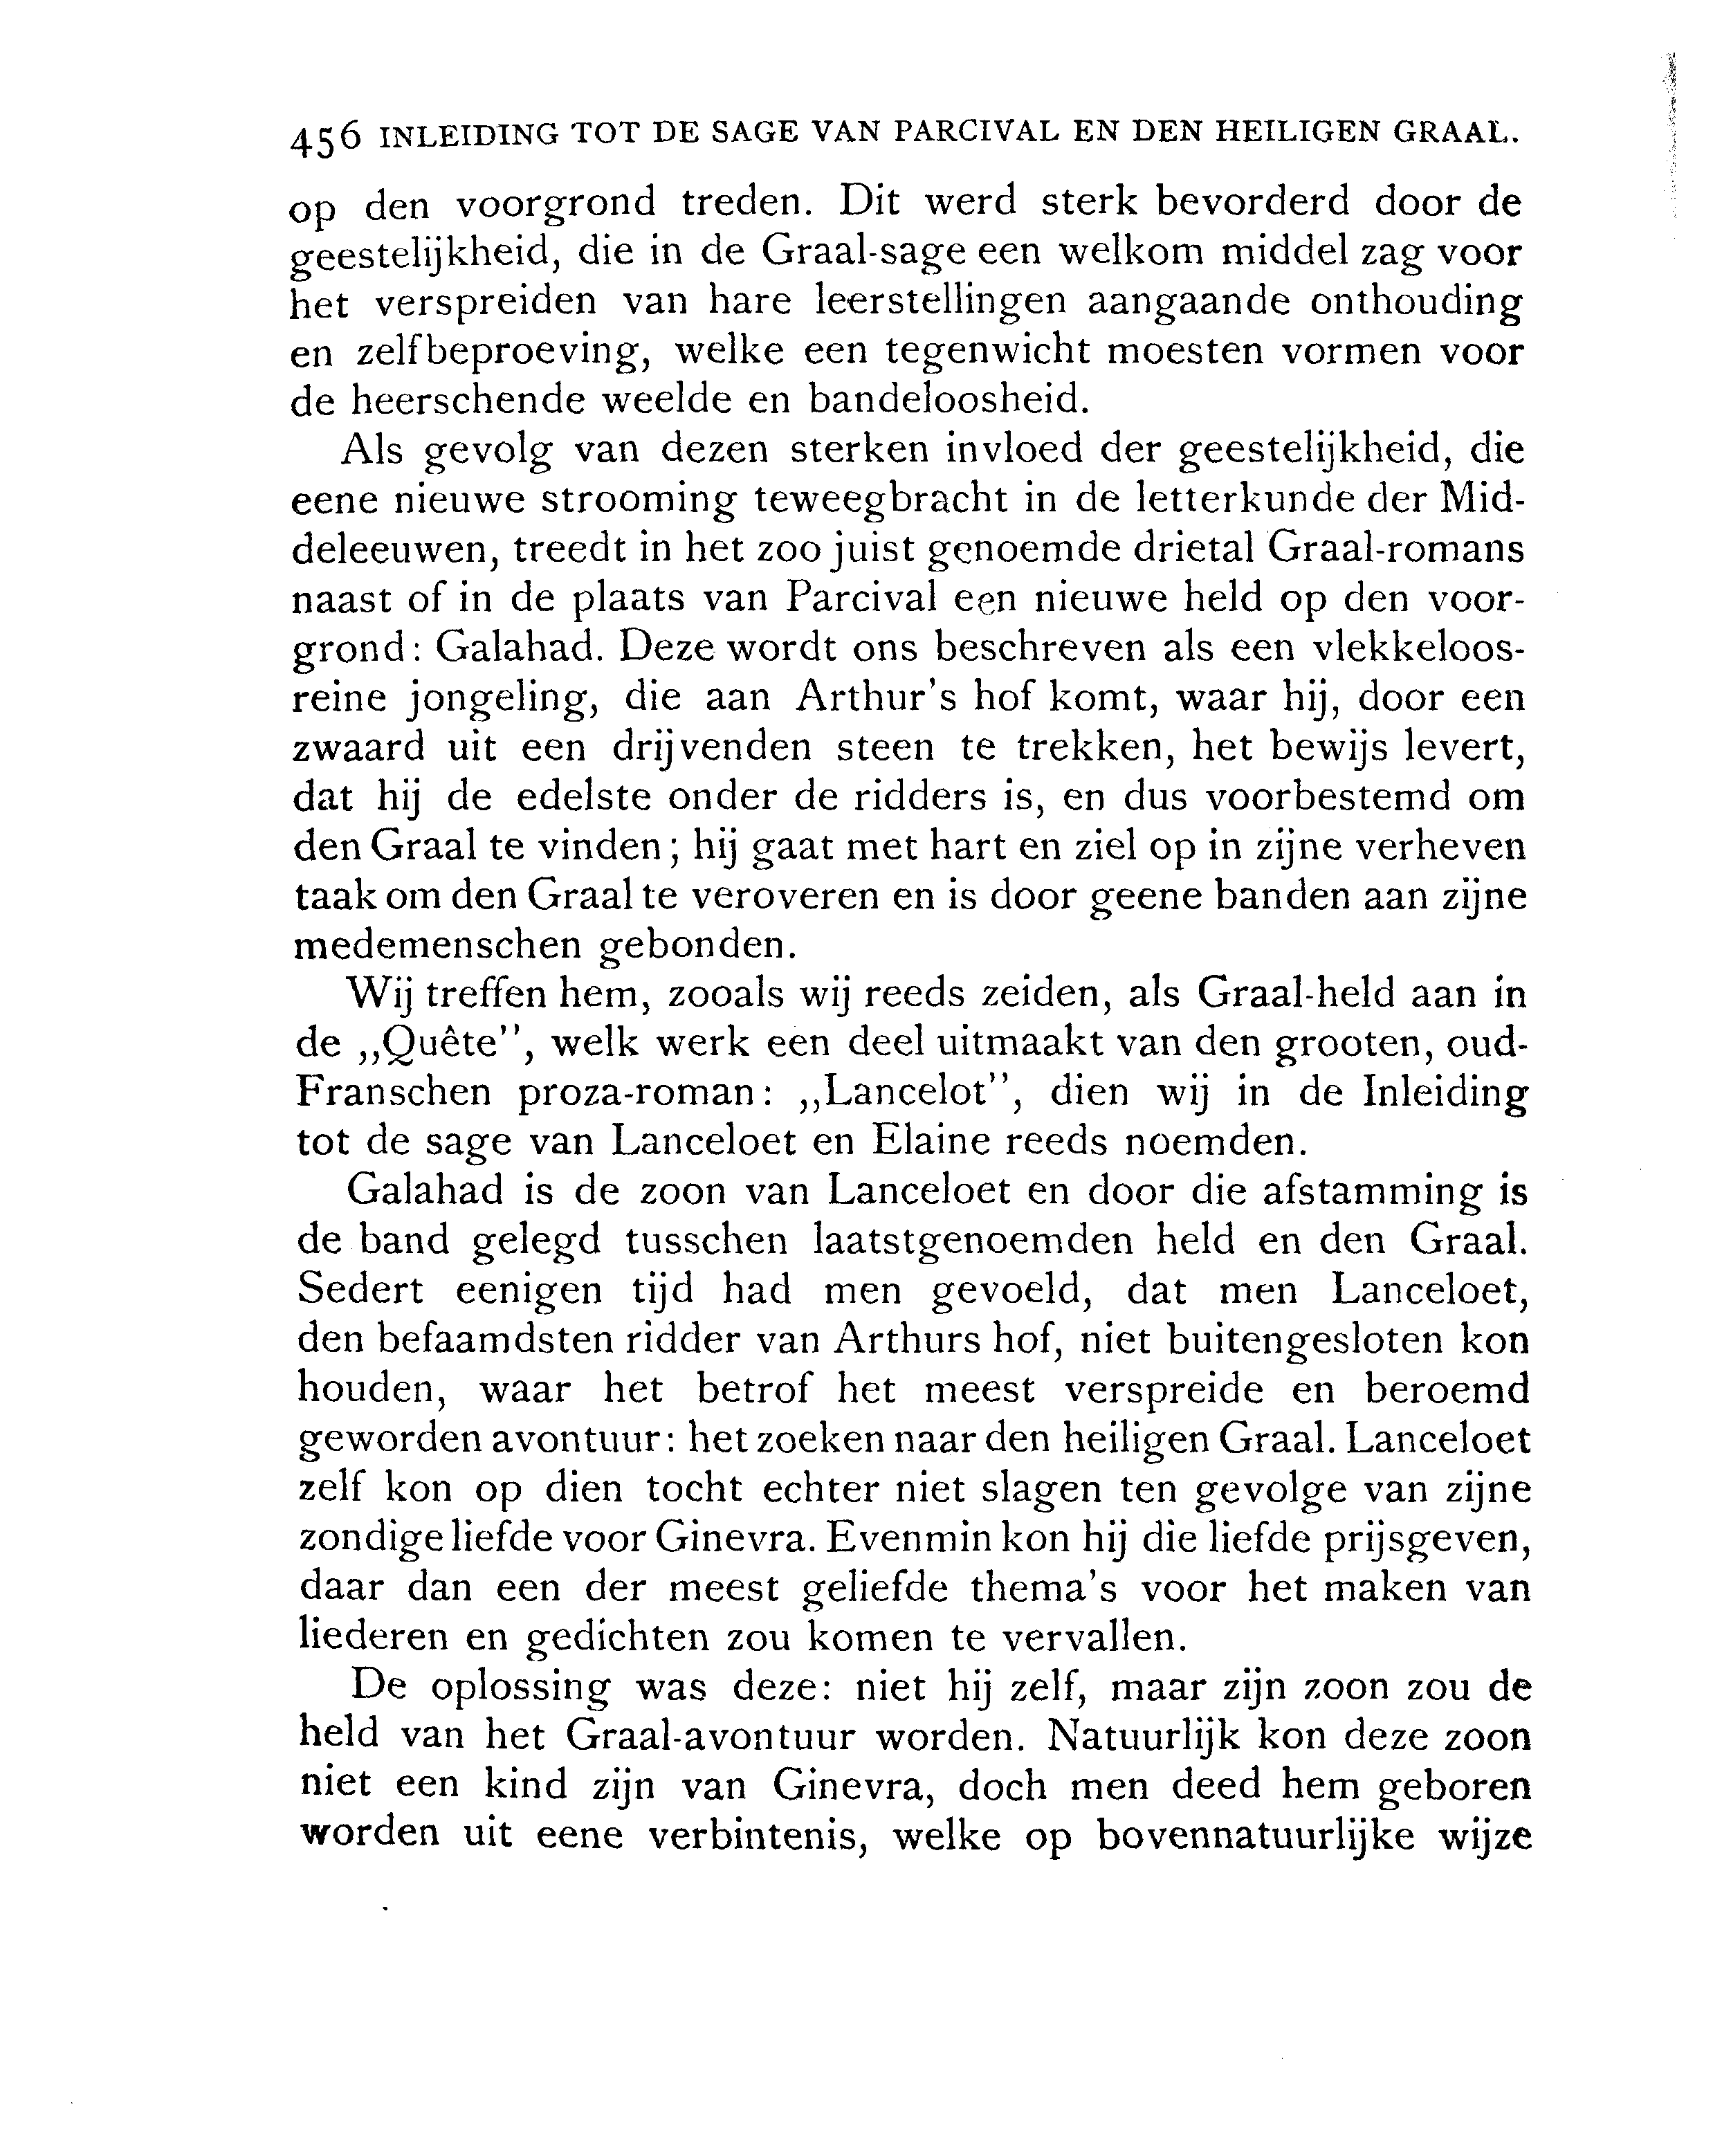 456 INLEIDING TOT DE SAGE VAN PARCIVAL EN DEN HEILIGEN GRAAL.
op den voorgrond treden. Dit werd sterk bevorderd door de
geestelijkheid, die in de Graal-sage een welkom middel zag voor
het verspreiden van hare leerstellingen aangaande onthouding
en zelfbeproeving, welke een tegenwicht moesten vormen voor
de heerschende weelde en bandeloosheid.
Als gevolg van dezen sterken invloed der geestelijkheid, die
eene nieuwe strooming teweegbracht in de letterkunde der Mid-
deleeuwen, treedt in het zoo juist genoemde drietal Graal-romans
naast of in de plaats van Parcival een nieuwe held op den voor-
grond: Galahad. Deze wordt ons beschreven als een vlekkeloos-
reine jongeling, die aan Arthur's hof komt, waar hij, door een
zwaard uit een drijvenden steen te trekken, het bewijs levert,
dat hij de edelste onder de ridders is, en dus voorbestemd om
den Graal te vinden; hij gaat met hart en ziel op in zijne verheven
taak om den Graal te veroveren en is door geene banden aan zijne
medemenschen gebonden.
Wij treffen hem, zooals wij reeds zeiden, als Graal-held aan in
de „Quête", welk werk een deel uitmaakt van den grooten, oud-
Franschen proza-roman: „Lancelot", dien wij in de Inleiding
tot de sage van Lanceloet en Elaine reeds noemden.
Galahad is de zoon van Lanceloet en door die afstamming is
de band gelegd tusschen laatstgenoemden held en den Graal.
Sedert eenigen tijd had men gevoeld, dat men Lanceloet,
den befaamdsten ridder van Arthurs hof, niet buitengesloten kon
houden, waar het betrof het meest verspreide en beroemd
geworden avontuur: het zoeken naar den heiligen Graal. Lanceloet
zelf kon op dien tocht echter niet slagen ten gevolge van zijne
zondige liefde voor Ginevra. Evenmin kon hij die liefde prijsgeven,
daar dan een der meest geliefde thema's voor het maken van
liederen en gedichten zou komen te vervallen.
De oplossing was deze: niet hij zelf, maar zijn zoon zou de
held van het Graal-avontuur worden. Natuurlijk kon deze zoon
niet een kind zijn van Ginevra, doch men deed hem geboren
worden uit eene verbintenis, welke op bovennatuurlijke wijze